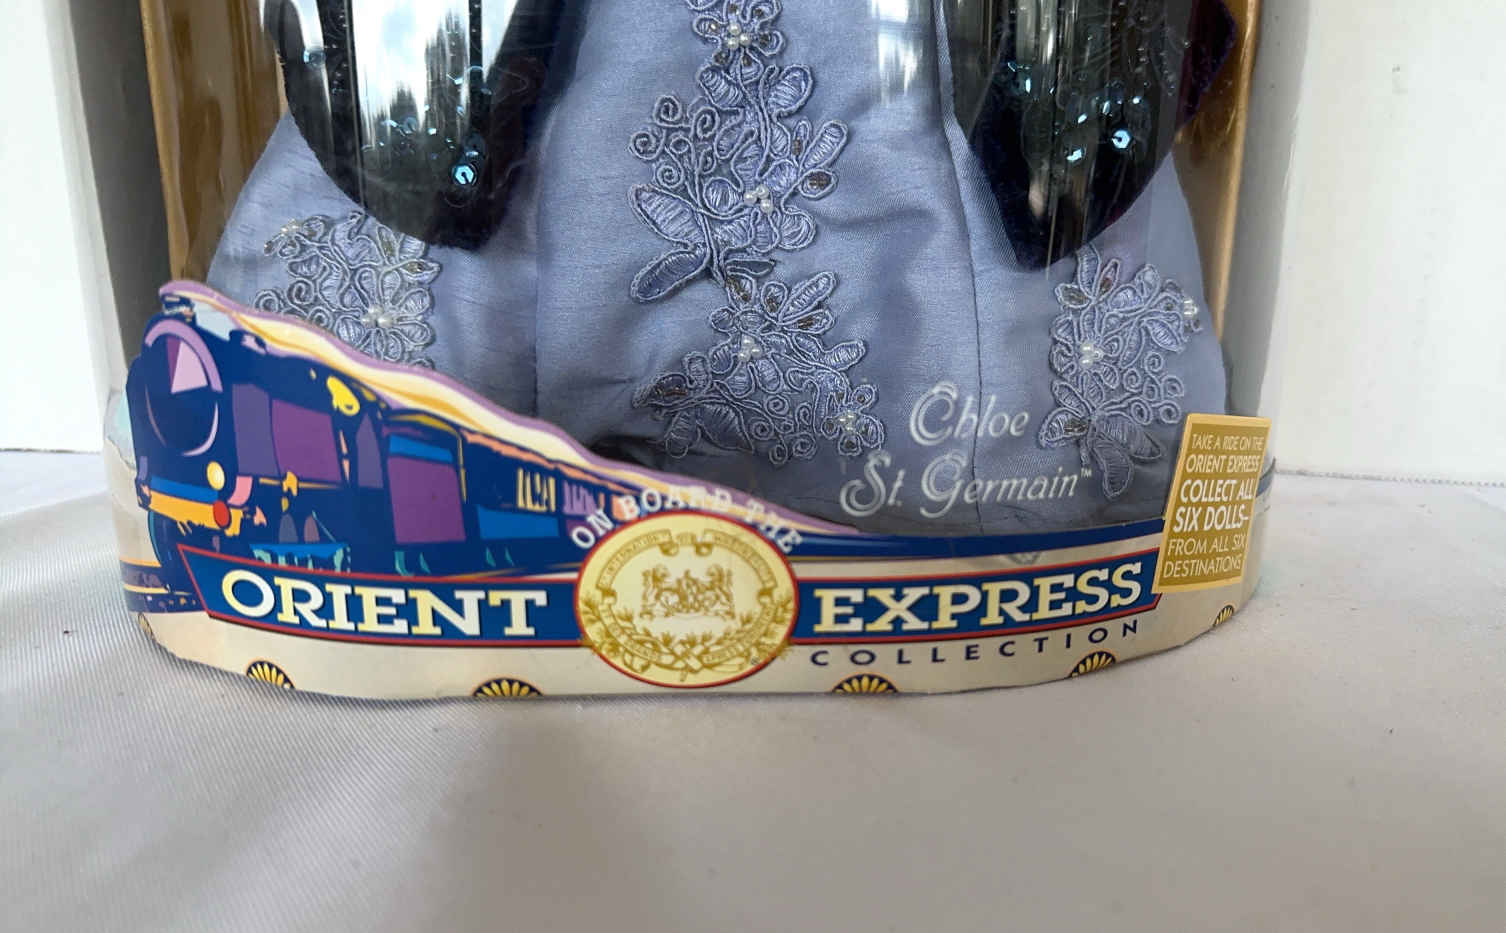 Chloe
St. Germain™
TAKE A RIDE ON THE
ORIENT EXPRESS
COLLECT ALL
SIX DOLLS–
FROM ALL SIX
DESTINATIONS
ON BOARD THE
ORIENT EXPRESS
COLLECTION